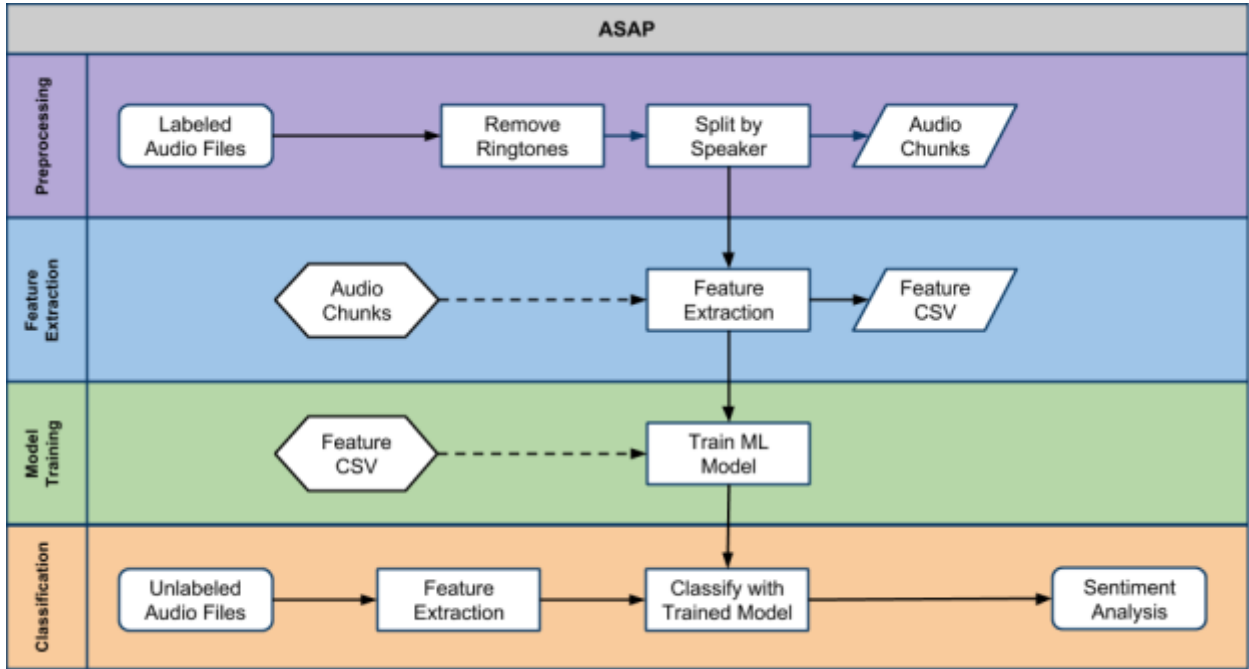 ASAP
Preprocessing
Labeled
Audio Files
Remove
Ringtones
Split by
Speaker
Audio
Chunks
Feature
Extraction
Audio
Chunks
Feature
Extraction
Feature
CSV
Model
Training
Feature
CSV
Train ML
Model
Classification
Unlabeled
Audio Files
Feature
Extraction
Classify with
Trained Model
Sentiment
Analysis